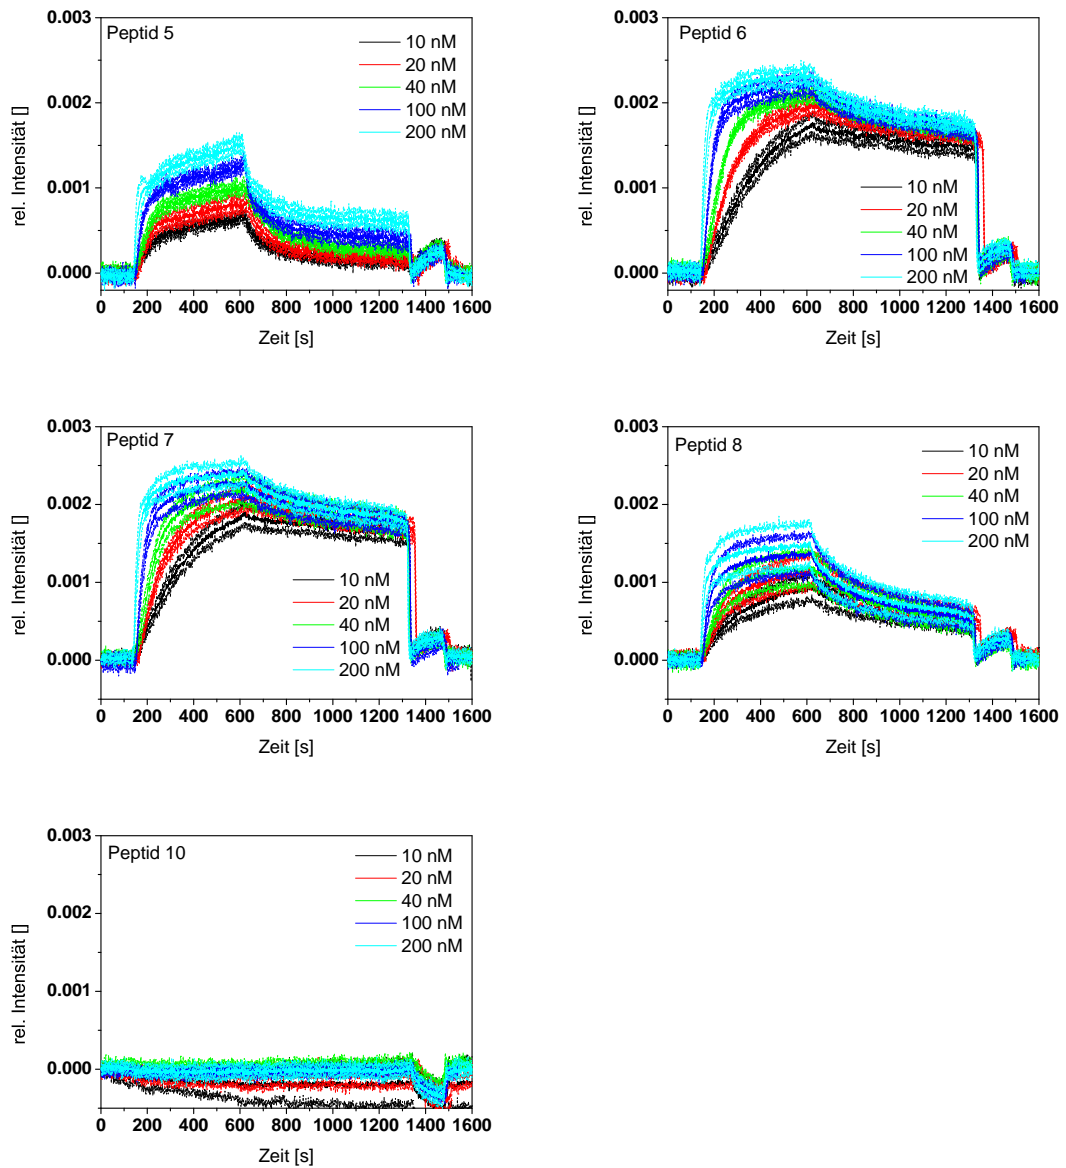 Peptid 5
rel. Intensität []
0.003
0.002
0.001
0.000
10 nM
20 nM
40 nM
100 nM
200 nM
0 200 400 600 800 1000 1200 1400 1600
Zeit [s]
Peptid 6
rel. Intensität []
0.003
0.002
0.001
0.000
10 nM
20 nM
40 nM
100 nM
200 nM
0 200 400 600 800 1000 1200 1400 1600
Zeit [s]
Peptid 7
rel. Intensität []
0.003
0.002
0.001
0.000
10 nM
20 nM
40 nM
100 nM
200 nM
0 200 400 600 800 1000 1200 1400 1600
Zeit [s]
Peptid 8
rel. Intensität []
0.003
0.002
0.001
0.000
10 nM
20 nM
40 nM
100 nM
200 nM
0 200 400 600 800 1000 1200 1400 1600
Zeit [s]
Peptid 10
rel. Intensität []
0.003
0.002
0.001
0.000
10 nM
20 nM
40 nM
100 nM
200 nM
0 200 400 600 800 1000 1200 1400 1600
Zeit [s]